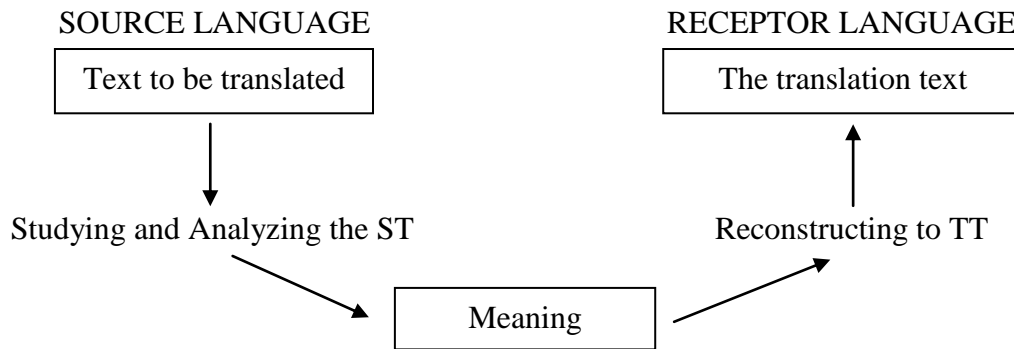 SOURCE LANGUAGE
RECEPTOR LANGUAGE
Text to be translated
The translation text
Studying and Analyzing the ST
Reconstructing to TT
Meaning